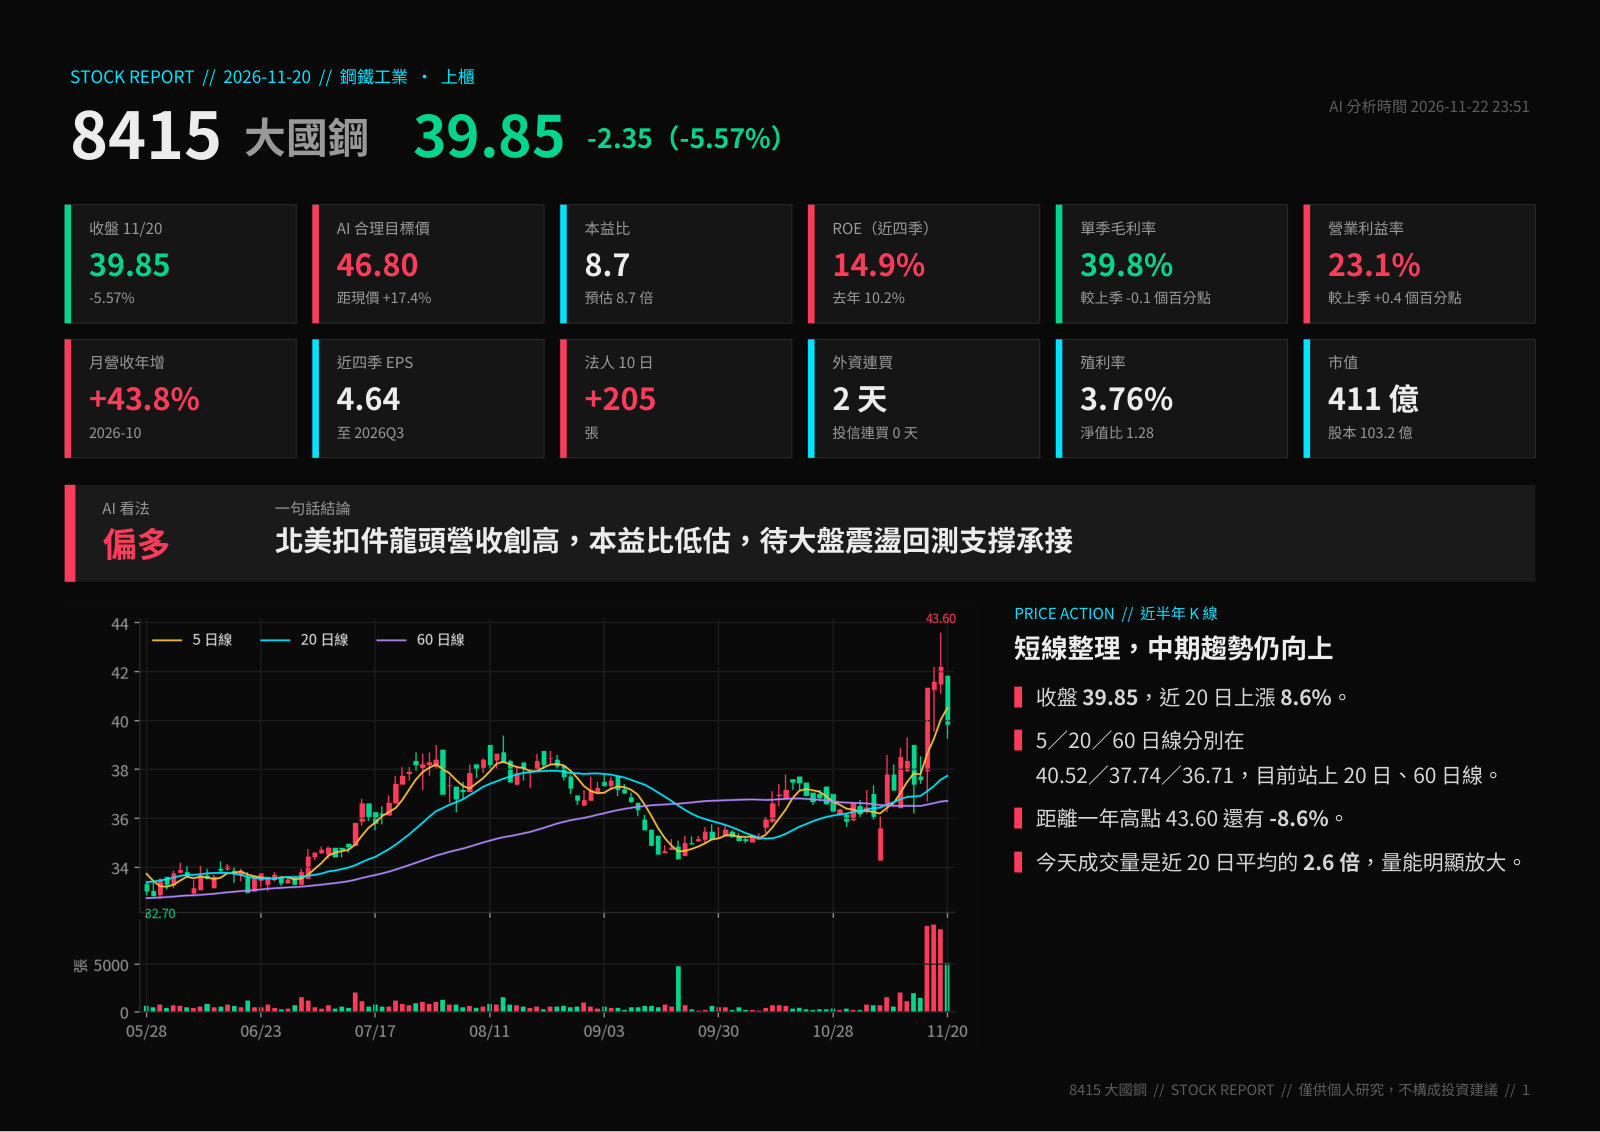 STOCK REPORT // 2026-11-20 // 鋼鐵工業 · 上櫃
AI 分析時間 2026-11-22 23:51
8415 大國鋼 39.85 -2.35（-5.57%）
收盤 11/20
39.85
-5.57%
AI 合理目標價
46.80
距現價 +17.4%
本益比
8.7
預估 8.7 倍
ROE（近四季）
14.9%
去年 10.2%
單季毛利率
39.8%
較上季 -0.1 個百分點
營業利益率
23.1%
較上季 +0.4 個百分點
月營收年增
+43.8%
2026-10
近四季 EPS
4.64
至 2026Q3
法人 10 日
+205
張
外資連買
2 天
投信連買 0 天
殖利率
3.76%
淨值比 1.28
市值
411 億
股本 103.2 億
AI 看法
偏多
一句話結論
北美扣件龍頭營收創高，本益比低估，待大盤震盪回測支撐承接
5 日線 20 日線 60 日線
43.60
44
42
40
38
36
34
32.70
張 5000
0
05/28 06/23 07/17 08/11 09/03 09/30 10/28 11/20
PRICE ACTION // 近半年 K 線
短線整理，中期趨勢仍向上
收盤 39.85，近 20 日上漲 8.6%。
5／20／60 日線分別在
40.52／37.74／36.71，目前站上 20 日、60 日線。
距離一年高點 43.60 還有 -8.6%。
今天成交量是近 20 日平均的 2.6 倍，量能明顯放大。
8415 大國鋼 // STOCK REPORT // 僅供個人研究，不構成投資建議 // 1